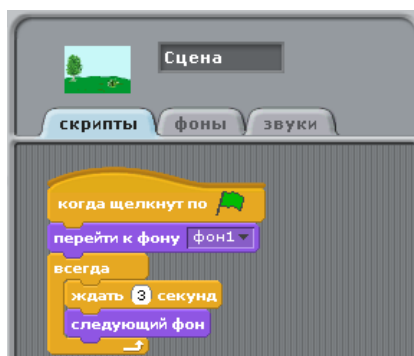 Сцена
скрипты фоны звуки
когда щелкнут по
перейти к фону фон1
всегда
ждать 3 секунд
следующий фон